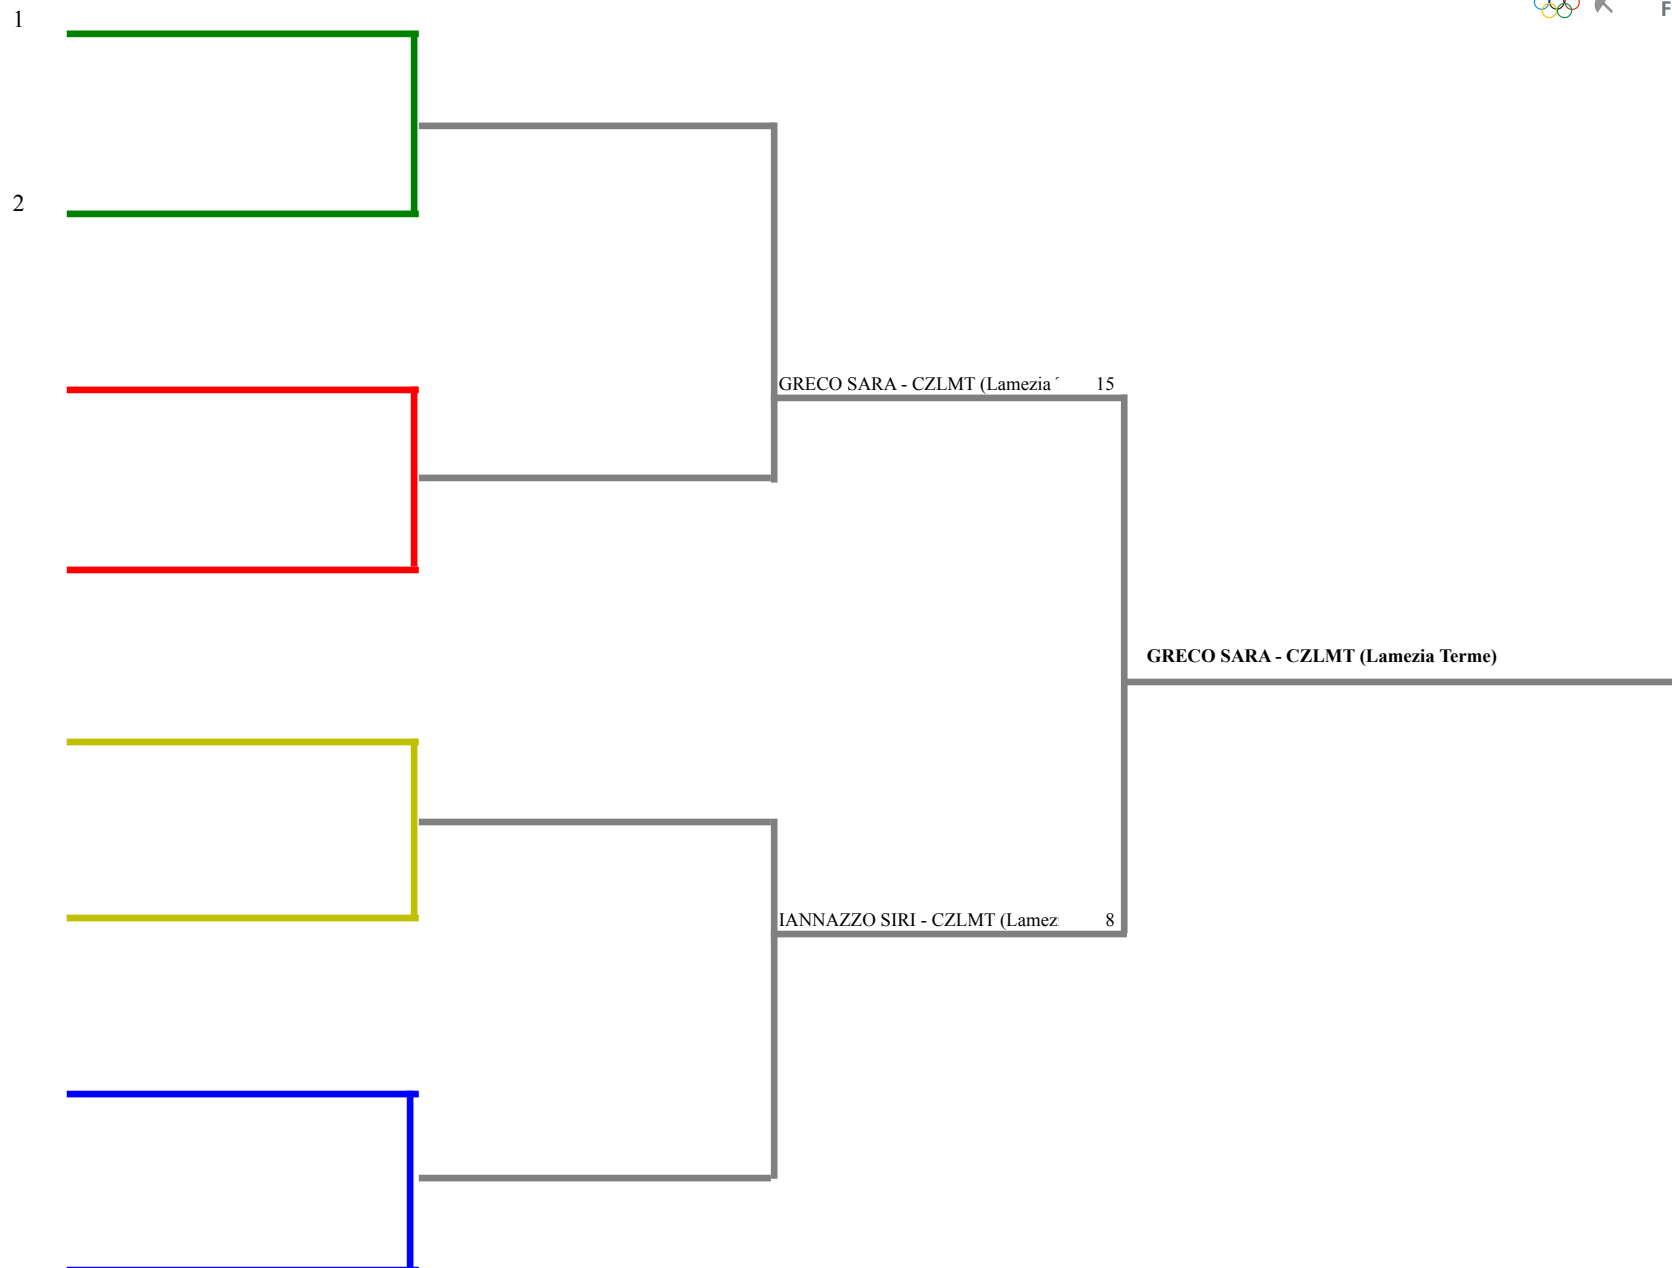 1
F
2
GRECO SARA - CZLMT (Lamezia 15
GRECO SARA - CZLMT (Lamezia Terme)
IANNAZZO SIRI - CZLMT (Lamez 8